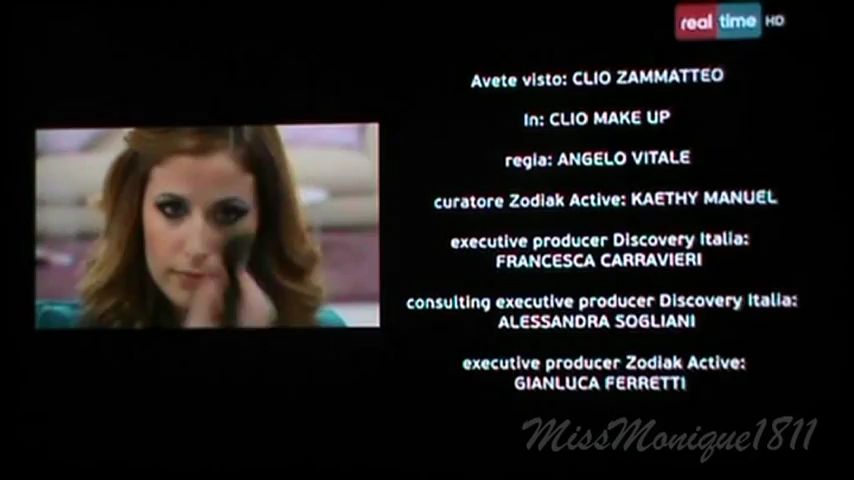 real time HD
Avete visto: CLIO ZAMMATTEO
In: CLIO MAKE UP
regia: ANGELO VITALE
curatore Zodiak Active: KAETHY MANUEL
executive producer Discovery Italia:
FRANCESCA CARRAVIERI
consulting executive producer Discovery Italia:
ALESSANDRA SOGLIANI
executive producer Zodiak Active:
GIANLUCA FERRETTI
MissMonique1811